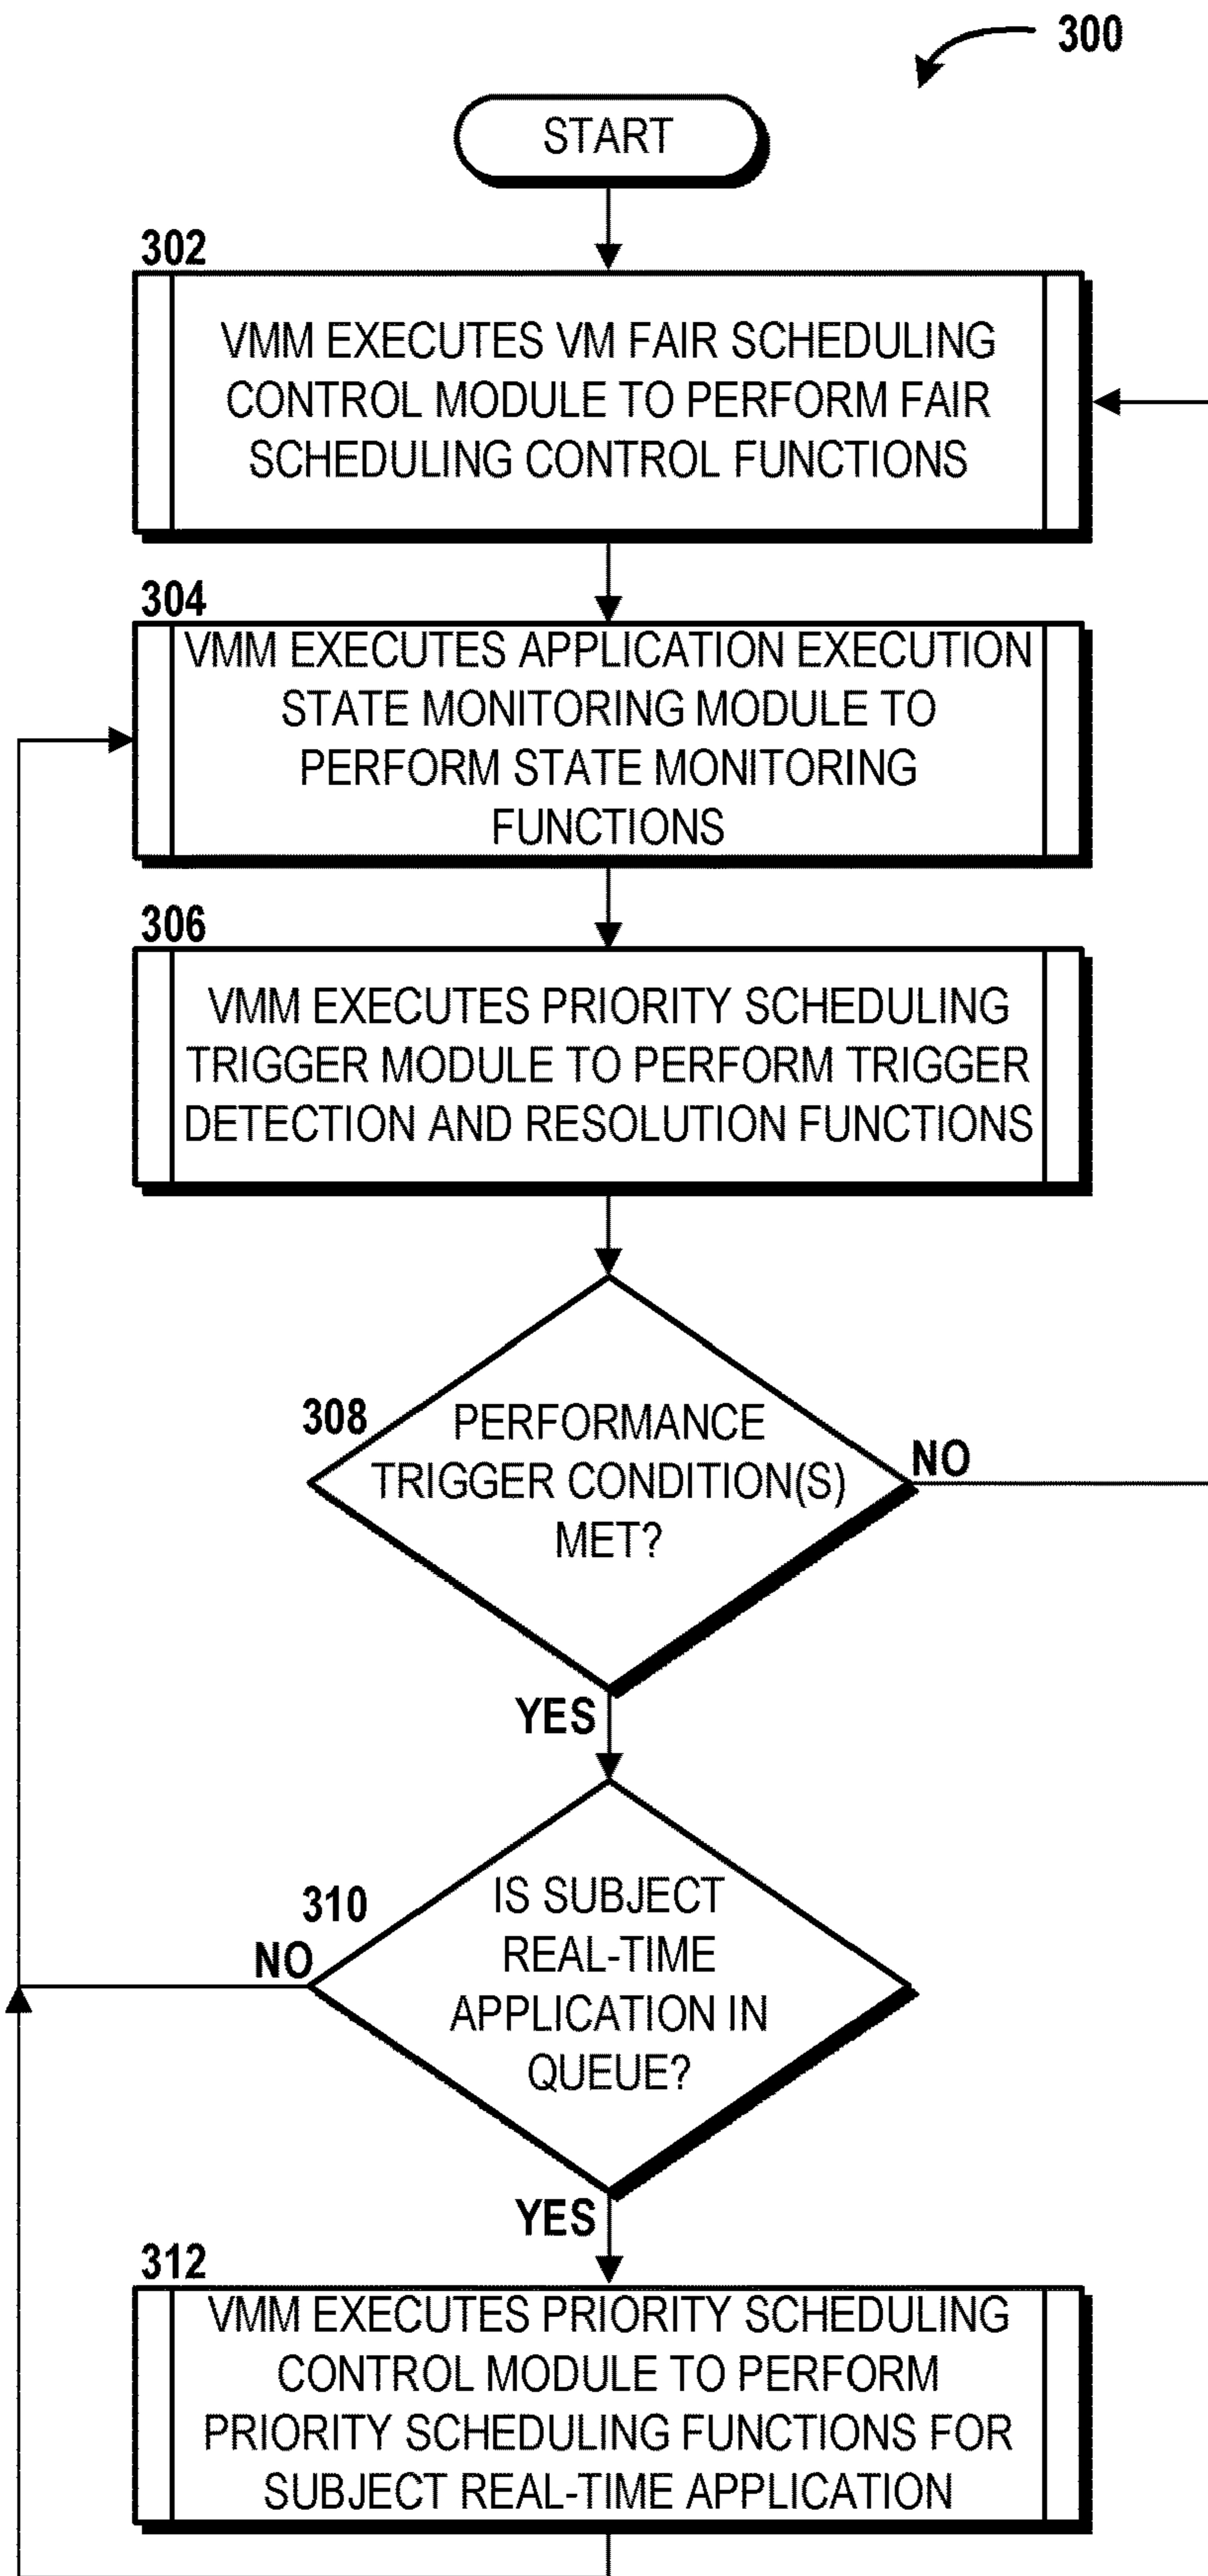 300
START
302
VMM EXECUTES VM FAIR SCHEDULING
CONTROL MODULE TO PERFORM FAIR
SCHEDULING CONTROL FUNCTIONS
304
VMM EXECUTES APPLICATION EXECUTION
STATE MONITORING MODULE TO
PERFORM STATE MONITORING
FUNCTIONS
306
VMM EXECUTES PRIORITY SCHEDULING
TRIGGER MODULE TO PERFORM TRIGGER
DETECTION AND RESOLUTION FUNCTIONS
308
PERFORMANCE
TRIGGER CONDITION(S)
MET?
NO
YES
310
IS SUBJECT
REAL-TIME
APPLICATION IN
QUEUE?
NO
YES
312
VMM EXECUTES PRIORITY SCHEDULING
CONTROL MODULE TO PERFORM
PRIORITY SCHEDULING FUNCTIONS FOR
SUBJECT REAL-TIME APPLICATION